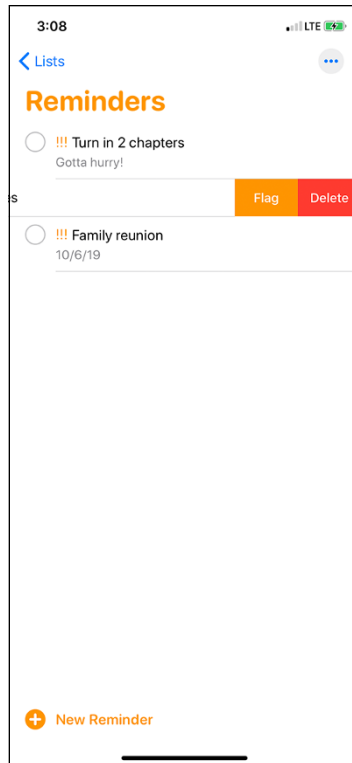 3:08 LTE
Lists
Reminders
!!! Turn in 2 chapters
Gotta hurry!
s Flag Delete
!!! Family reunion
10/6/19
New Reminder